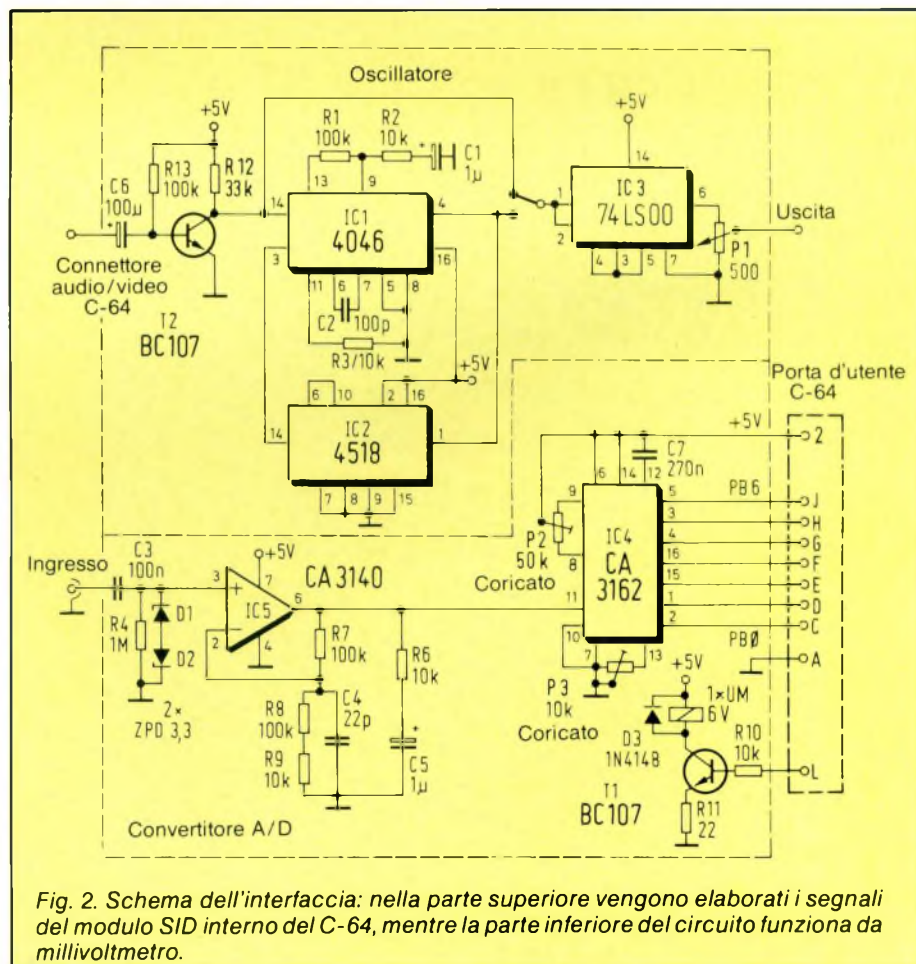 Oscillatore
+5V
R13
100k
R12
33k
C6
100µ
+
Connettore
audio/video
C-64
T2
BC107
R1
100k
R2
10k
+
C1
1µ
13
9
14
IC1
4046
4
3
16
11
6
7
5
8
C2
100p
R3/10k
+5V
6
10
2
16
14
IC2
4518
1
7
8
9
15
+5V
14
1
2
IC 3
74LS00
6
4
3
5
7
P1
500
Uscita
Porta d'utente
C-64
+5V
2
C7
270n
6
14
12
9
P2
50k
8
Coricato
IC4
CA
3162
11
10
7
13
5
3
4
16
15
1
2
PB6
J
H
G
F
E
D
C
PBØ
A
P3
10k
Coricato
+5V
1×UM
6V
D3
1N4148
R10
10k
L
T1
BC107
R11
22
Ingresso
C3
100n
R4
1M
D1
D2
2×
ZPD 3,3
+5V
CA 3140
3
+
7
IC5
6
2
−
4
R7
100k
R6
10k
R8
100k
C4
22p
R9
10k
+
C5
1µ
Convertitore A/D
Fig. 2. Schema dell'interfaccia: nella parte superiore vengono elaborati i segnali
del modulo SID interno del C-64, mentre la parte inferiore del circuito funziona da
millivoltmetro.